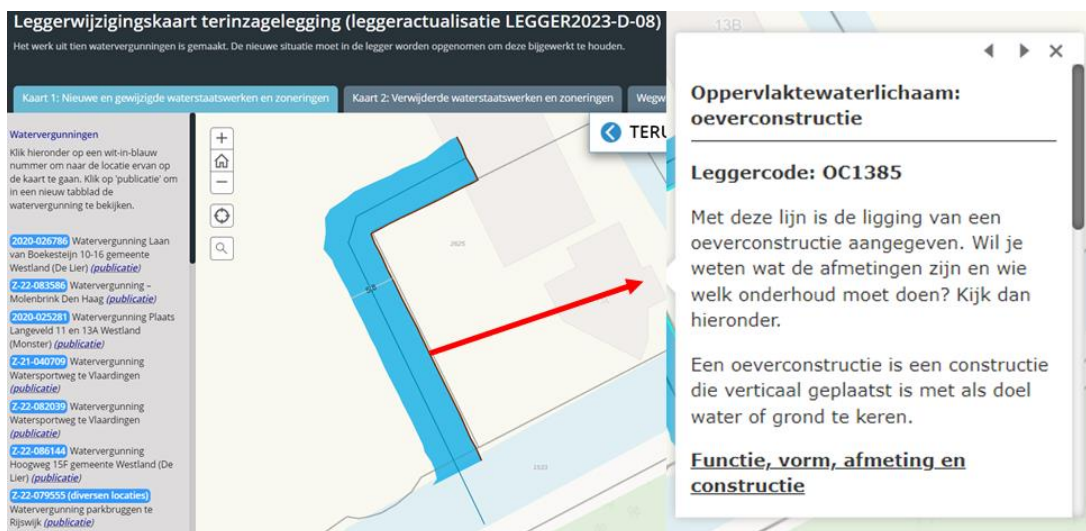 Leggerwijzigingskaart terinzagelegging (leggeractualisatie LEGGER2023-D-08)
Het werk uit tien watervergunningen is gemaakt. De nieuwe situatie moet in de legger worden opgenomen om deze bijgewerkt te houden.
Kaart 1: Nieuwe en gewijzigde waterstaatswerken en zoneringen
Kaart 2: Verwijderde waterstaatswerken en zoneringen
Wegw
Watervergunningen
Klik hieronder op een wit-in-blauw
nummer om naar de locatie ervan op
de kaart te gaan. Klik op 'publicatie' om
in een nieuw tabblad de
watervergunning te bekijken.
2020-026786 Watervergunning Laan
van Boekesteijn 10-16 gemeente
Westland (De Lier) (publicatie)
Z-22-083586 Watervergunning –
Molenbrink Den Haag (publicatie)
2020-025281 Watervergunning Plaats
Langeveld 11 en 13A Westland
(Monster) (publicatie)
Z-21-040709 Watervergunning
Watersportweg te Vlaardingen
(publicatie)
Z-22-082039 Watervergunning
Watersportweg te Vlaardingen
(publicatie)
Z-22-086144 Watervergunning
Hoogweg 15F gemeente Westland (De
Lier) (publicatie)
Z-22-079555 (diversen locaties)
Watervergunning parkbruggen te
Rijswijk (publicatie)
TERU
2625
1533
13B
Oppervlaktewaterlichaam:
oeverconstructie
Leggercode: OC1385
Met deze lijn is de ligging van een
oeverconstructie aangegeven. Wil je
weten wat de afmetingen zijn en wie
welk onderhoud moet doen? Kijk dan
hieronder.
Een oeverconstructie is een constructie
die verticaal geplaatst is met als doel
water of grond te keren.
Functie, vorm, afmeting en
constructie